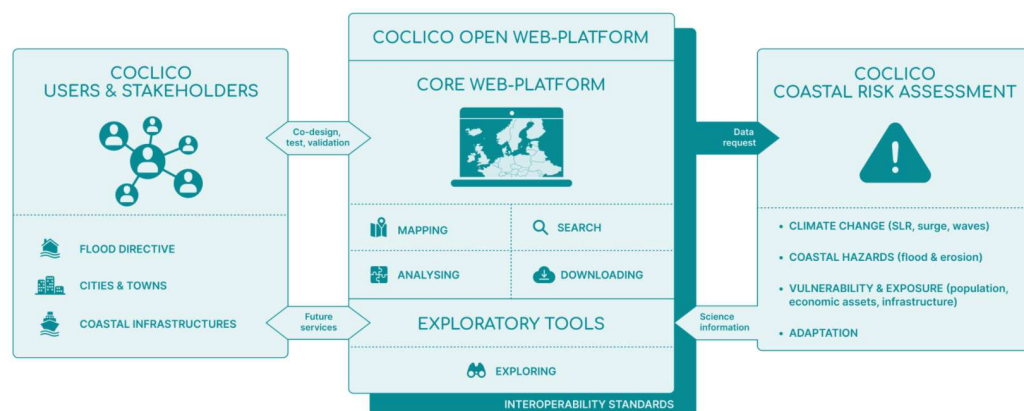 COCLICO
USERS & STAKEHOLDERS
FLOOD DIRECTIVE
CITIES & TOWNS
COASTAL INFRASTRUCTURES
Co-design,
test, validation
Future
services
COCLICO OPEN WEB-PLATFORM
CORE WEB-PLATFORM
MAPPING
SEARCH
ANALYSING
DOWNLOADING
EXPLORATORY TOOLS
EXPLORING
INTEROPERABILITY STANDARDS
Data
request
Science
information
COCLICO
COASTAL RISK ASSESSMENT
• CLIMATE CHANGE (SLR, surge, waves)
• COASTAL HAZARDS (flood & erosion)
• VULNERABILITY & EXPOSURE (population,
economic assets, infrastructure)
• ADAPTATION